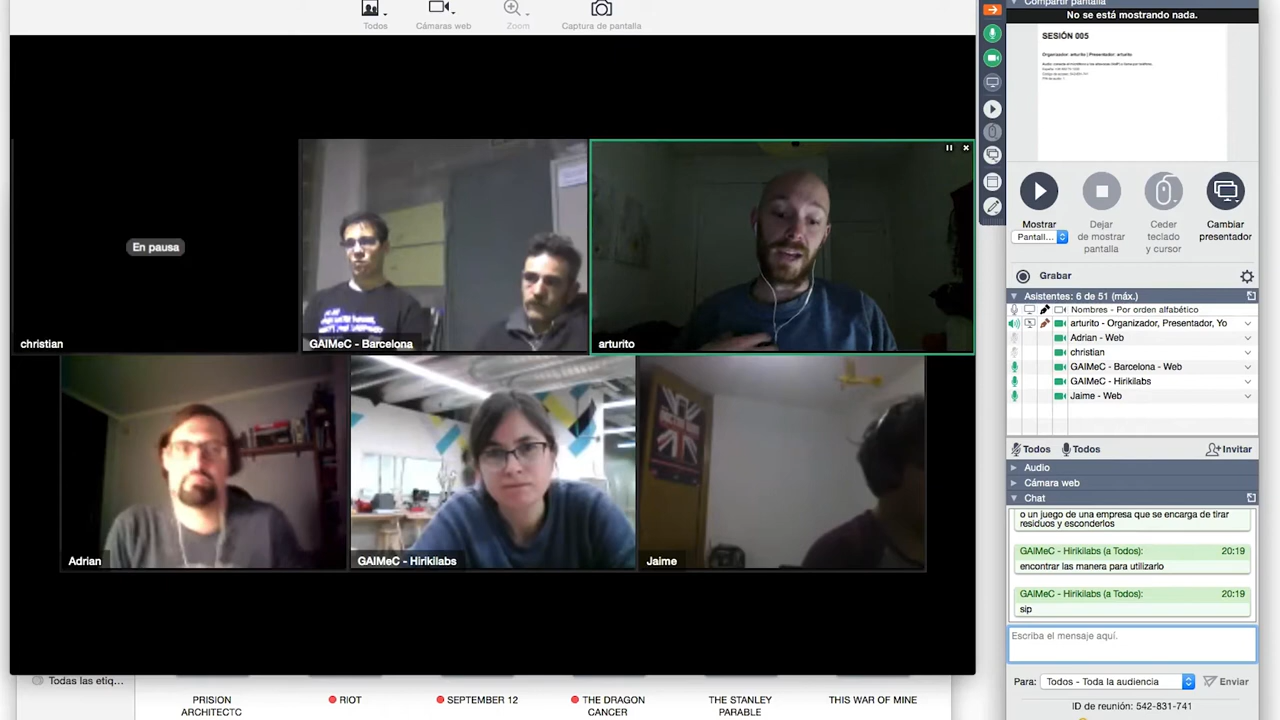 Todos
Cámaras web
Zoom
Captura de pantalla
Compartir pantalla
No se está mostrando nada.
SESIÓN 005
Organizador: arturito | Presentador: arturito
Mostrar
Pantall...
Dejar
de mostrar
pantalla
Ceder
teclado
y cursor
Cambiar
presentador
Grabar
Asistentes: 6 de 51 (máx.)
Nombres - Por orden alfabético
arturito - Organizador, Presentador, Yo
Adrian - Web
christian
GAIMeC - Barcelona - Web
GAIMeC - Hirikilabs
Jaime - Web
Todos
Todos
Invitar
Audio
Cámara web
Chat
o un juego de una empresa que se encarga de tirar
residuos y esconderlos
GAIMeC - Hirikilabs (a Todos): 20:19
encontrar las manera para utilizarlo
GAIMeC - Hirikilabs (a Todos): 20:19
sip
Escriba el mensaje aquí.
Para: Todos - Toda la audiencia
Enviar
ID de reunión: 542-831-741
En pausa
christian
GAIMeC - Barcelona
arturito
Adrian
GAIMeC - Hirikilabs
Jaime
Todas las etiq...
PRISION
ARCHITECTC
RIOT
SEPTEMBER 12
THE DRAGON
CANCER
THE STANLEY
PARABLE
THIS WAR OF MINE